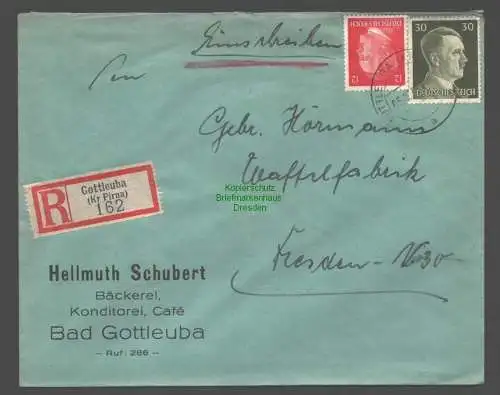 Einschreiben
12
DEUTSCHES REICH
30 30
DEUTSCHES REICH
An
Gebr. Hörmann
Waffelfabrik
Kopierschutz
Briefmarkenhaus
Dresden
Dresden-N30
R
Gottleuba
(Kr Pirna)
162
Hellmuth Schubert
Bäckerei,
Konditorei, Café
Bad Gottleuba
– Ruf: 286 –